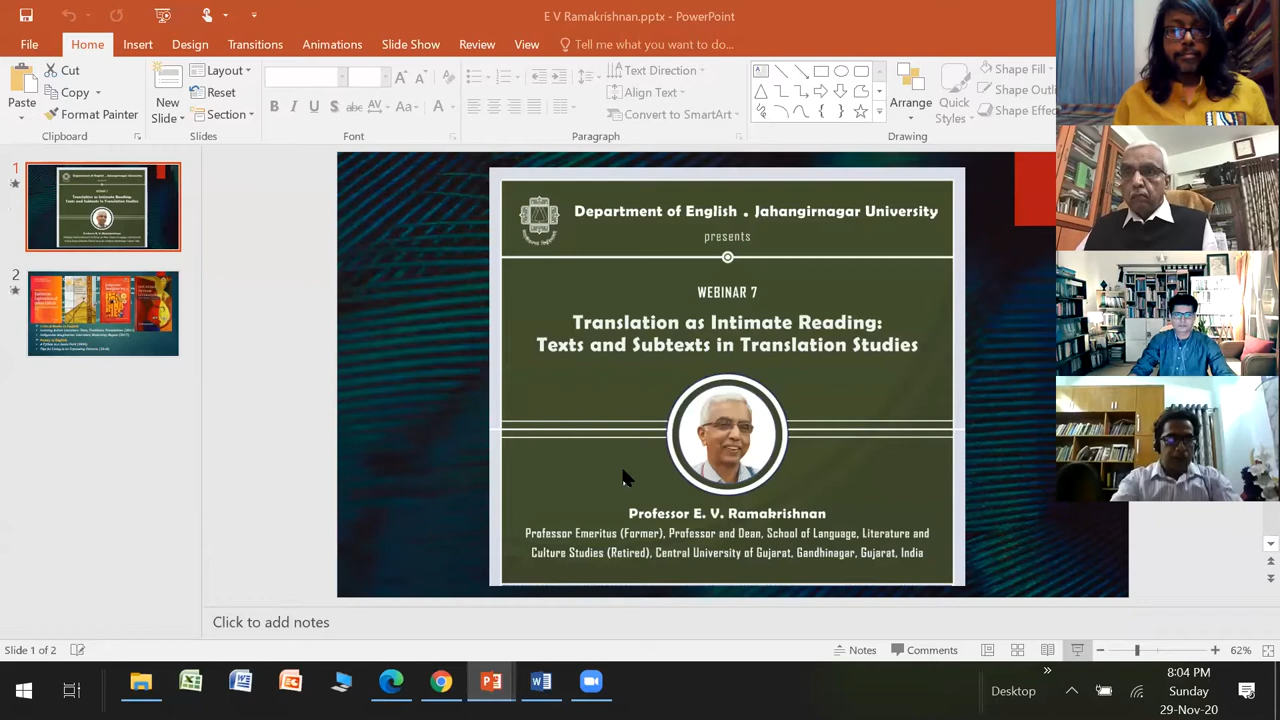 E V Ramakrishnan.pptx - PowerPoint
File Home Insert Design Transitions Animations Slide Show Review View Tell me what you want to do...
Paste
Cut
Copy
Format Painter
Clipboard
New
Slide
Layout
Reset
Section
Slides
B I U S abc AV Aa A
Font
Text Direction
Align Text
Convert to SmartArt
Paragraph
Arrange
Quick
Styles
Shape Fill
Shape Outli
Shape Effec
Drawing
1
2
Department of English . Jahangirnagar University
presents
WEBINAR 7
Translation as Intimate Reading:
Texts and Subtexts in Translation Studies
Professor E. V. Ramakrishnan
Professor Emeritus (Former), Professor and Dean, School of Language, Literature and
Culture Studies (Retired), Central University of Gujarat, Gandhinagar, Gujarat, India
Click to add notes
Slide 1 of 2
Notes Comments 62%
Desktop
8:04 PM
Sunday
29-Nov-20